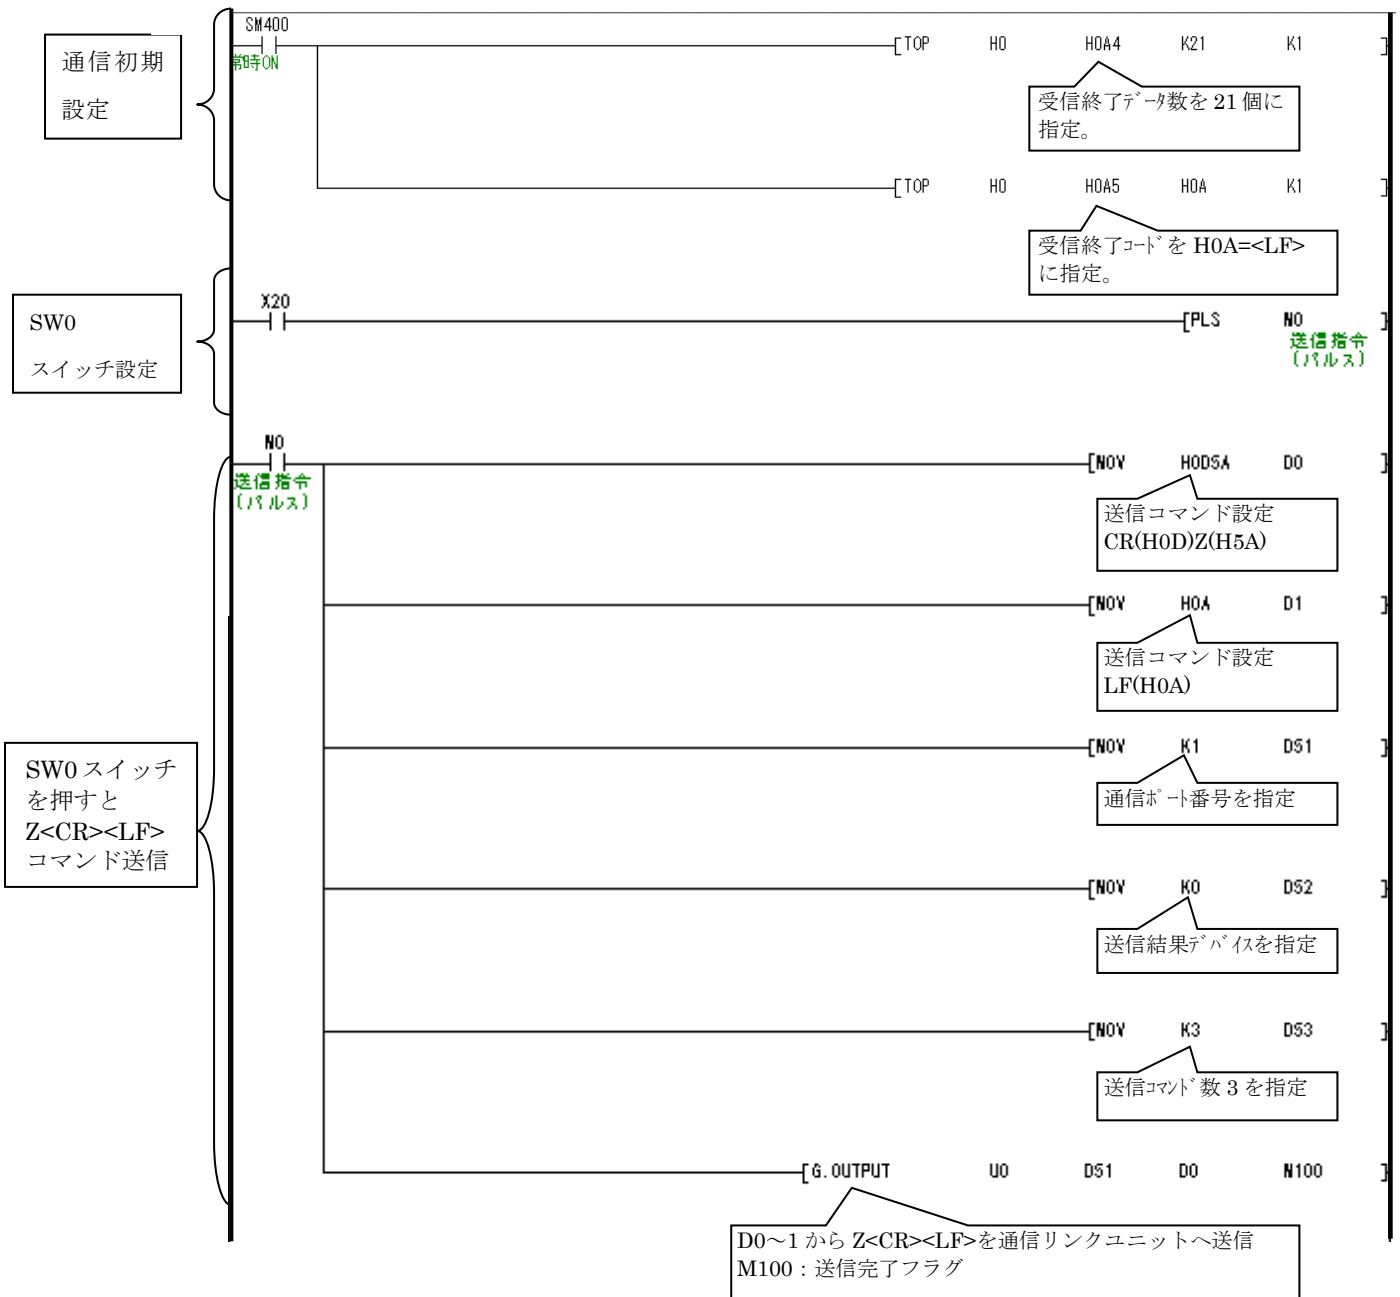 SM400
常時ON
通信初期
設定
[TOP H0 H0A4 K21 K1 ]
受信終了ﾃﾞｰﾀ数を 21 個に
指定。
[TOP H0 H0A5 H0A K1 ]
受信終了ｺｰﾄﾞを H0A=<LF>
に指定。
SW0
スイッチ設定
X20
[PLS M0 ]
送信指令
(パルス)
M0
送信指令
(パルス)
[MOV H0D5A D0 ]
送信コマンド設定
CR(H0D)Z(H5A)
[MOV H0A D1 ]
送信コマンド設定
LF(H0A)
SW0 スイッチ
を押すと
Z<CR><LF>
コマンド送信
[MOV K1 D51 ]
通信ﾎﾟｰﾄ番号を指定
[MOV K0 D52 ]
送信結果ﾃﾞﾊﾞｲｽを指定
[MOV K3 D53 ]
送信ｺﾏﾝﾄﾞ数 3 を指定
[G.OUTPUT U0 D51 D0 M100 ]
D0～1 から Z<CR><LF>を通信リンクユニットへ送信
M100：送信完了フラグ